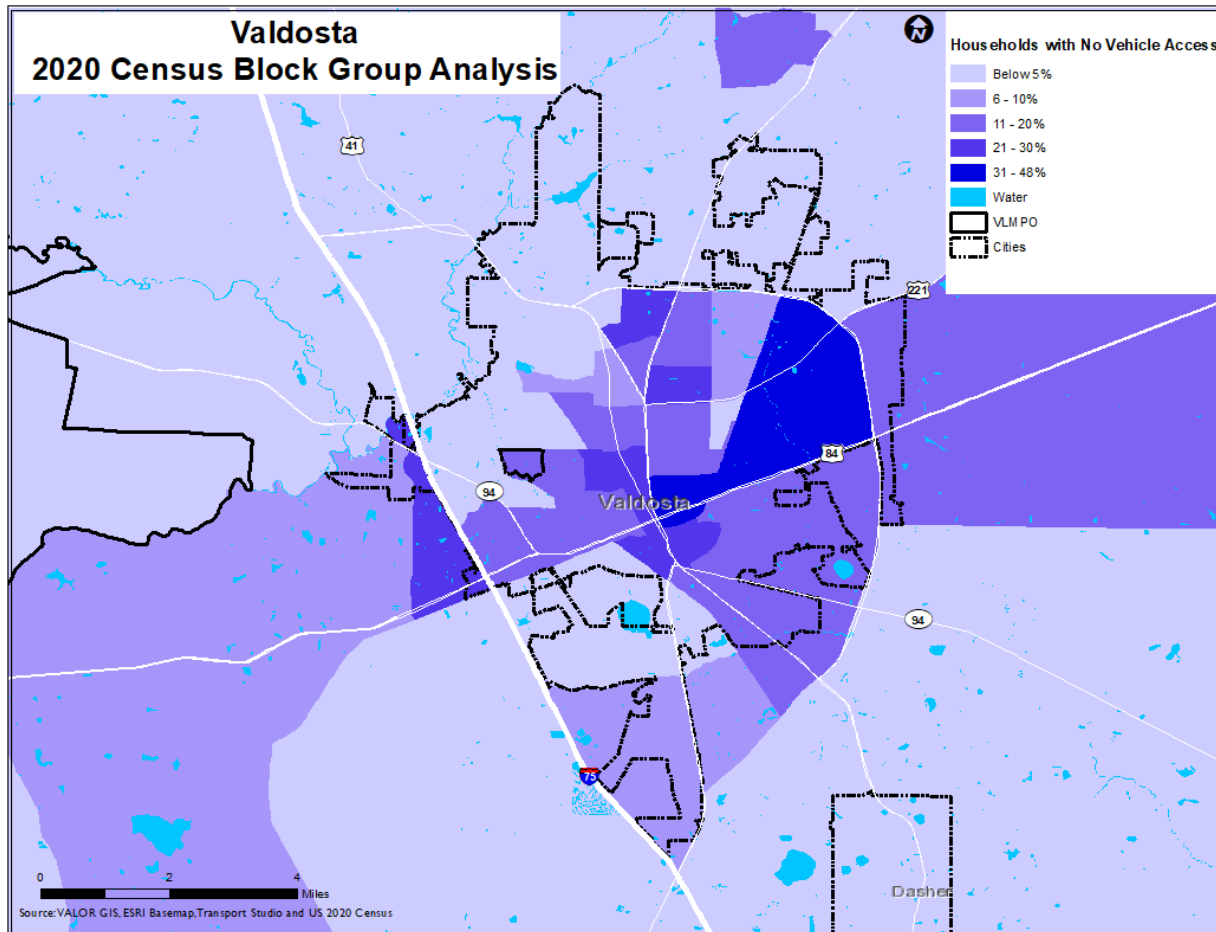 Valdosta
2020 Census Block Group Analysis
Households with No Vehicle Access
Below 5%
6 - 10%
11 - 20%
21 - 30%
31 - 48%
Water
VLMPO
Cities
41
221
84
94
Valdosta
94
75
Dasher
0 2 4
Miles
Source:VALOR GIS, ESRI Basemap,Transport Studio and US 2020 Census